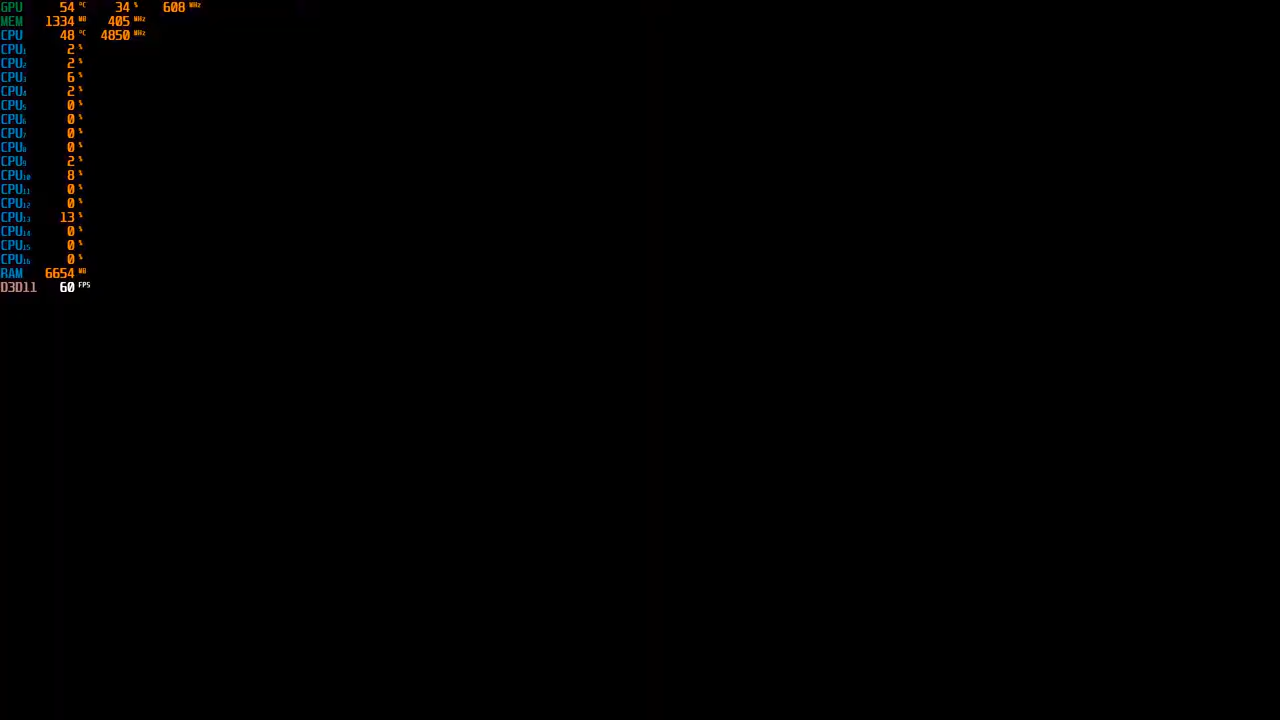 GPU 54 °C 34 % 608 MHz
MEM 1334 MB 405 MHz
CPU 48 °C 4850 MHz
CPU1 2 %
CPU2 2 %
CPU3 6 %
CPU4 2 %
CPU5 0 %
CPU6 0 %
CPU7 0 %
CPU8 0 %
CPU9 2 %
CPU10 8 %
CPU11 0 %
CPU12 0 %
CPU13 13 %
CPU14 0 %
CPU15 0 %
CPU16 0 %
RAM 6654 MB
D3D11 60 FPS